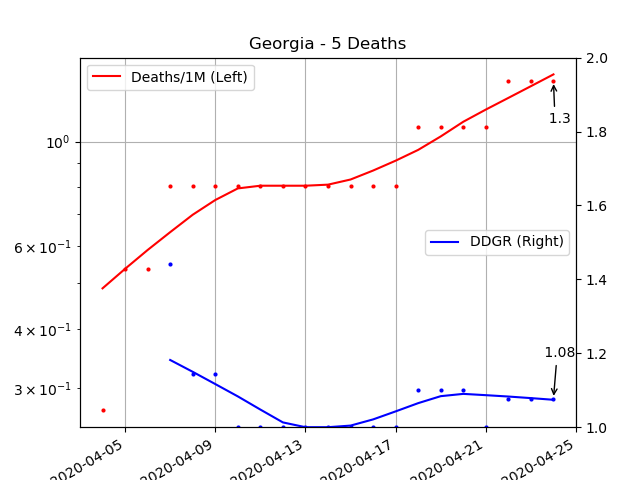 Georgia - 5 Deaths
Deaths/1M (Left)
DDGR (Right)
1.3
1.08
10⁰
6 × 10⁻¹
4 × 10⁻¹
3 × 10⁻¹
2.0
1.8
1.6
1.4
1.2
1.0
2020-04-05
2020-04-09
2020-04-13
2020-04-17
2020-04-21
2020-04-25